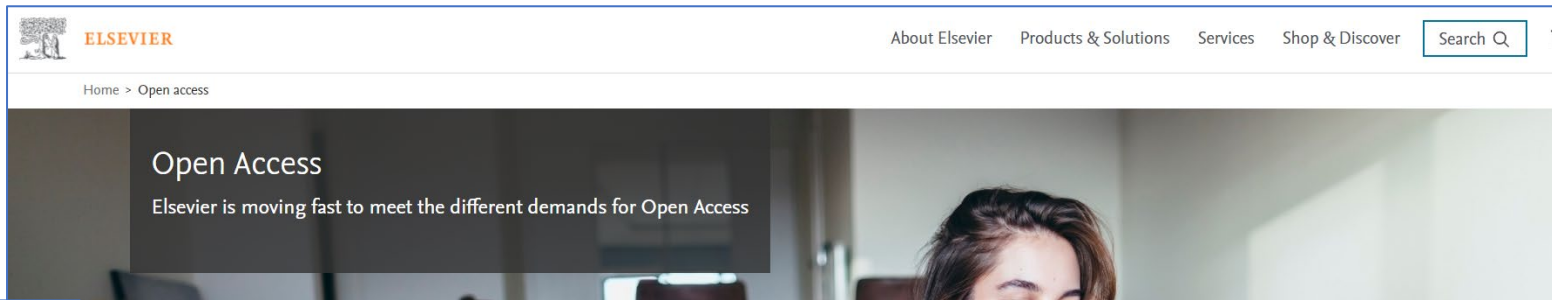 ELSEVIER
About Elsevier Products & Solutions Services Shop & Discover Search
Home > Open access
Open Access
Elsevier is moving fast to meet the different demands for Open Access